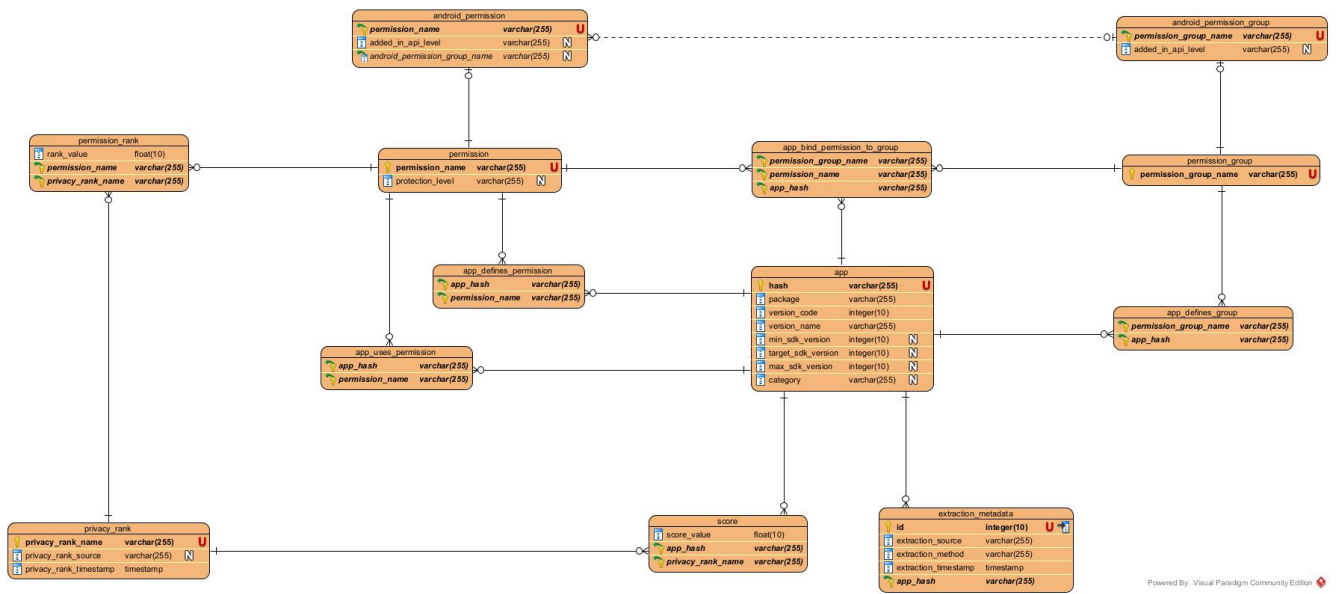 android_permission
permission_name varchar(255) U
added_in_api_level varchar(255) N
android_permission_group_name varchar(255) N
android_permission_group
permission_group_name varchar(255) U
added_in_api_level varchar(255) N
permission_rank
rank_value float(10)
permission_name varchar(255)
privacy_rank_name varchar(255)
permission
permission_name varchar(255) U
protection_level varchar(255) N
app_bind_permission_to_group
permission_group_name varchar(255)
permission_name varchar(255)
app_hash varchar(255)
permission_group
permission_group_name varchar(255) U
app_defines_permission
app_hash varchar(255)
permission_name varchar(255)
app
hash varchar(255) U
package varchar(255)
version_code integer(10)
version_name varchar(255)
min_sdk_version integer(10) N
target_sdk_version integer(10) N
max_sdk_version integer(10) N
category varchar(255) N
app_defines_group
permission_group_name varchar(255)
app_hash varchar(255)
app_uses_permission
app_hash varchar(255)
permission_name varchar(255)
privacy_rank
privacy_rank_name varchar(255) U
privacy_rank_source varchar(255) N
privacy_rank_timestamp timestamp
score
score_value float(10)
app_hash varchar(255)
privacy_rank_name varchar(255)
extraction_metadata
id integer(10) U
extraction_source varchar(255)
extraction_method varchar(255)
extraction_timestamp timestamp
app_hash varchar(255)
Powered By: Visual Paradigm Community Edition